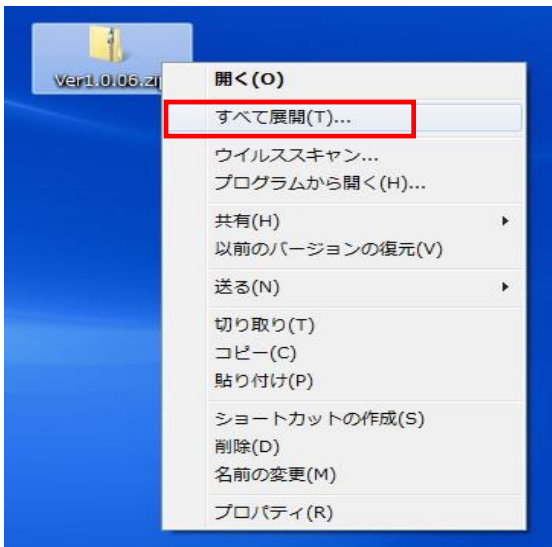 Ver1.0.06.zip
開く(O)
すべて展開(T)...
ウイルススキャン...
プログラムから開く(H)...
共有(H)
以前のバージョンの復元(V)
送る(N)
切り取り(T)
コピー(C)
貼り付け(P)
ショートカットの作成(S)
削除(D)
名前の変更(M)
プロパティ(R)